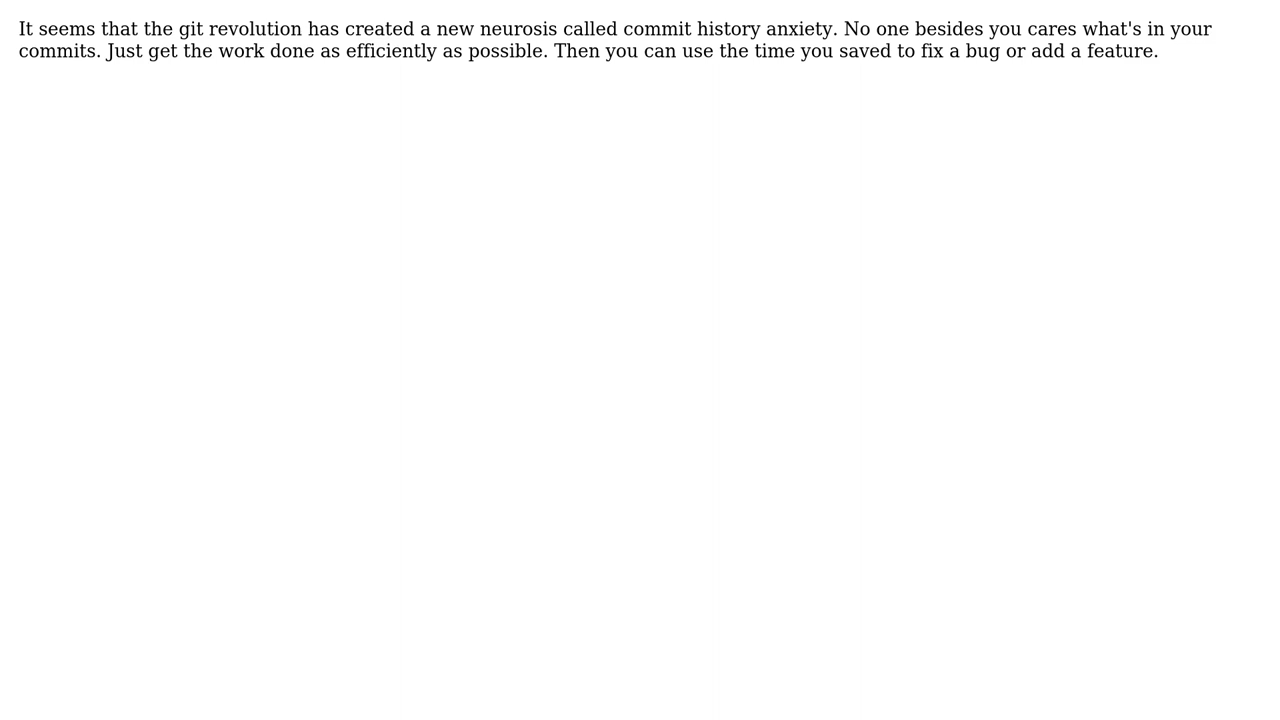 It seems that the git revolution has created a new neurosis called commit history anxiety. No one besides you cares what's in your
commits. Just get the work done as efficiently as possible. Then you can use the time you saved to fix a bug or add a feature.